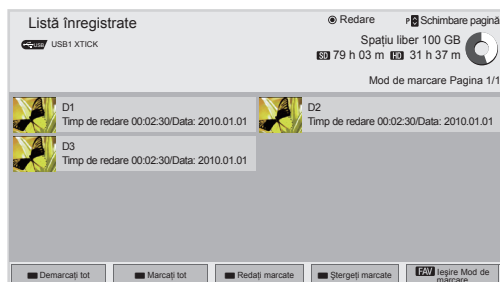 Listă înregistrate
Redare
P Schimbare pagină
USB USB1 XTICK
Spațiu liber 100 GB
SD 79 h 03 m HD 31 h 37 m
Mod de marcare Pagina 1/1
D1
Timp de redare 00:02:30/Data: 2010.01.01
D2
Timp de redare 00:02:30/Data: 2010.01.01
D3
Timp de redare 00:02:30/Data: 2010.01.01
Demarcați tot
Marcați tot
Redați marcate
Ștergeți marcate
FAV Ieşire Mod de
marcare